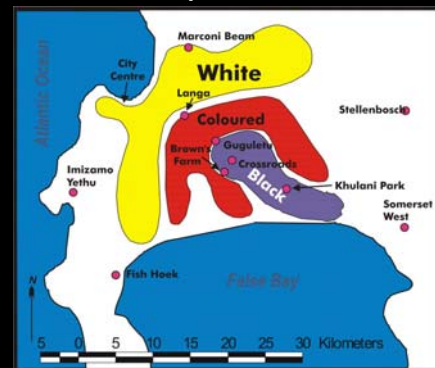 Marconi Beam
City
Centre
White
Atlantic Ocean
Langa
Stellenbosch
Coloured
Guguletu
Brown's
Farm
Crossroads
Black
Khulani Park
Imizamo
Yethu
Somerset
West
Fish Hoek
False Bay
N
5 0 5 10 15 20 25 30 Kilometers